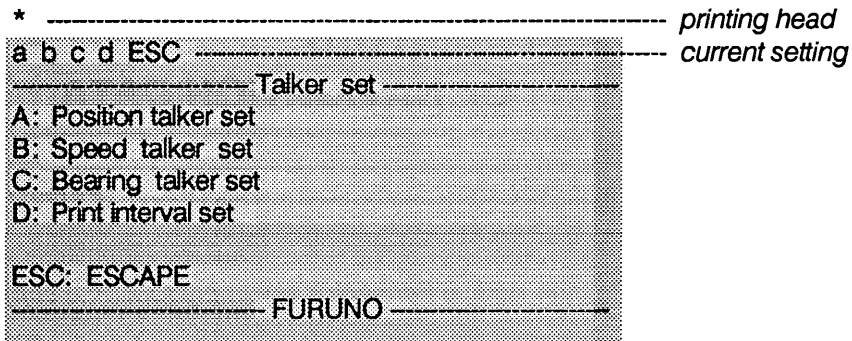 * ---------- printing head
a b c d ESC ---------- current setting
---------- Talker set ----------
A: Position talker set
B: Speed talker set
C: Bearing talker set
D: Print interval set
ESC: ESCAPE
---------- FURUNO ----------